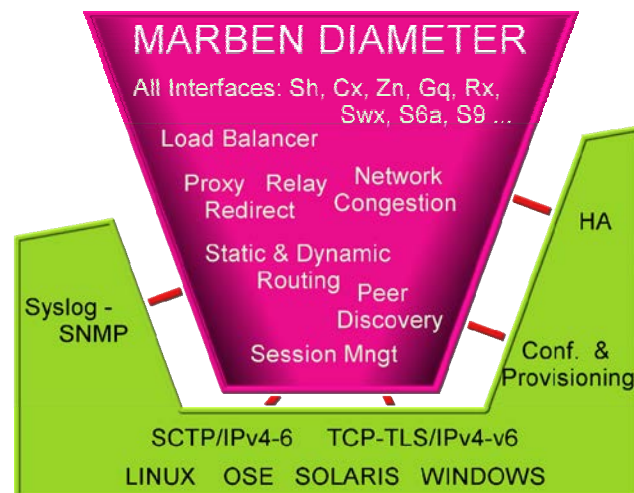 MARBEN DIAMETER
All Interfaces: Sh, Cx, Zn, Gq, Rx,
Swx, S6a, S9 ...
Load Balancer
Proxy Relay
Redirect
Network
Congestion
Static & Dynamic
Routing
Peer
Discovery
Session Mngt
Syslog -
SNMP
HA
Conf. &
Provisioning
SCTP/IPv4-6 TCP-TLS/IPv4-v6
LINUX OSE SOLARIS WINDOWS